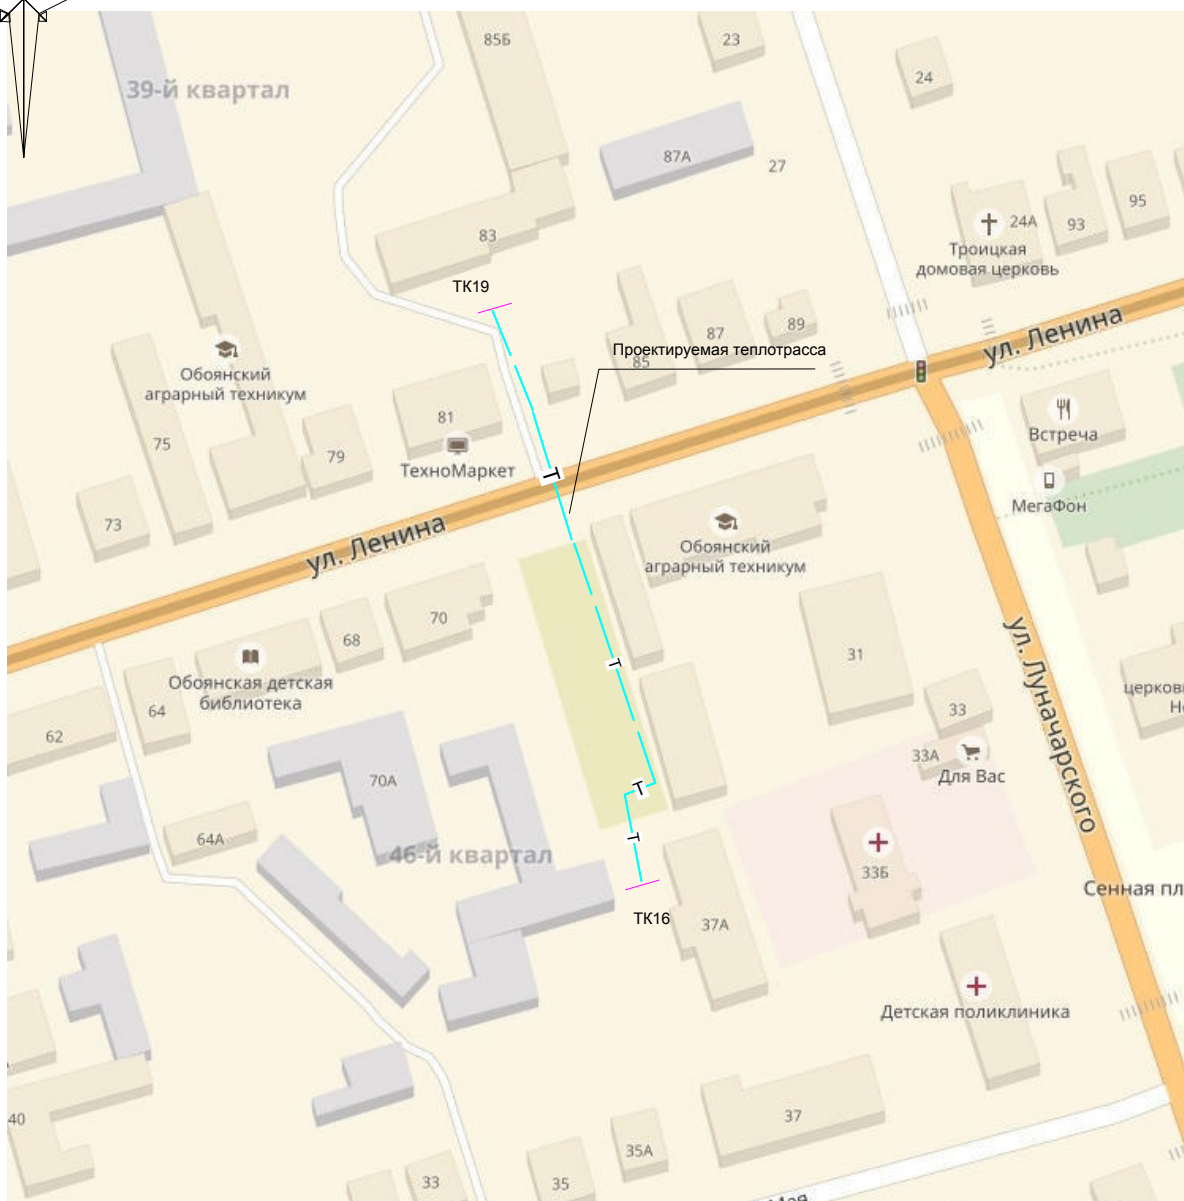 85Б
23
24
39-й квартал
87А
27
95
24А
93
83
Троицкая
домовая церковь
ТК19
ул. Ленина
87
89
Проектируемая теплотрасса
85
Обоянский
аграрный техникум
81
Встреча
75
79
ТехноМаркет
Т
МегаФон
73
ул. Ленина
Обоянский
аграрный техникум
70
68
31
Т
ул. Луначарского
Обоянская детская
библиотека
64
62
33
33А
Для Вас
70А
Т
64А
Т
46-й квартал
33Б
Сенная пл
ТК16
37А
Детская поликлиника
40
37
35А
33
35